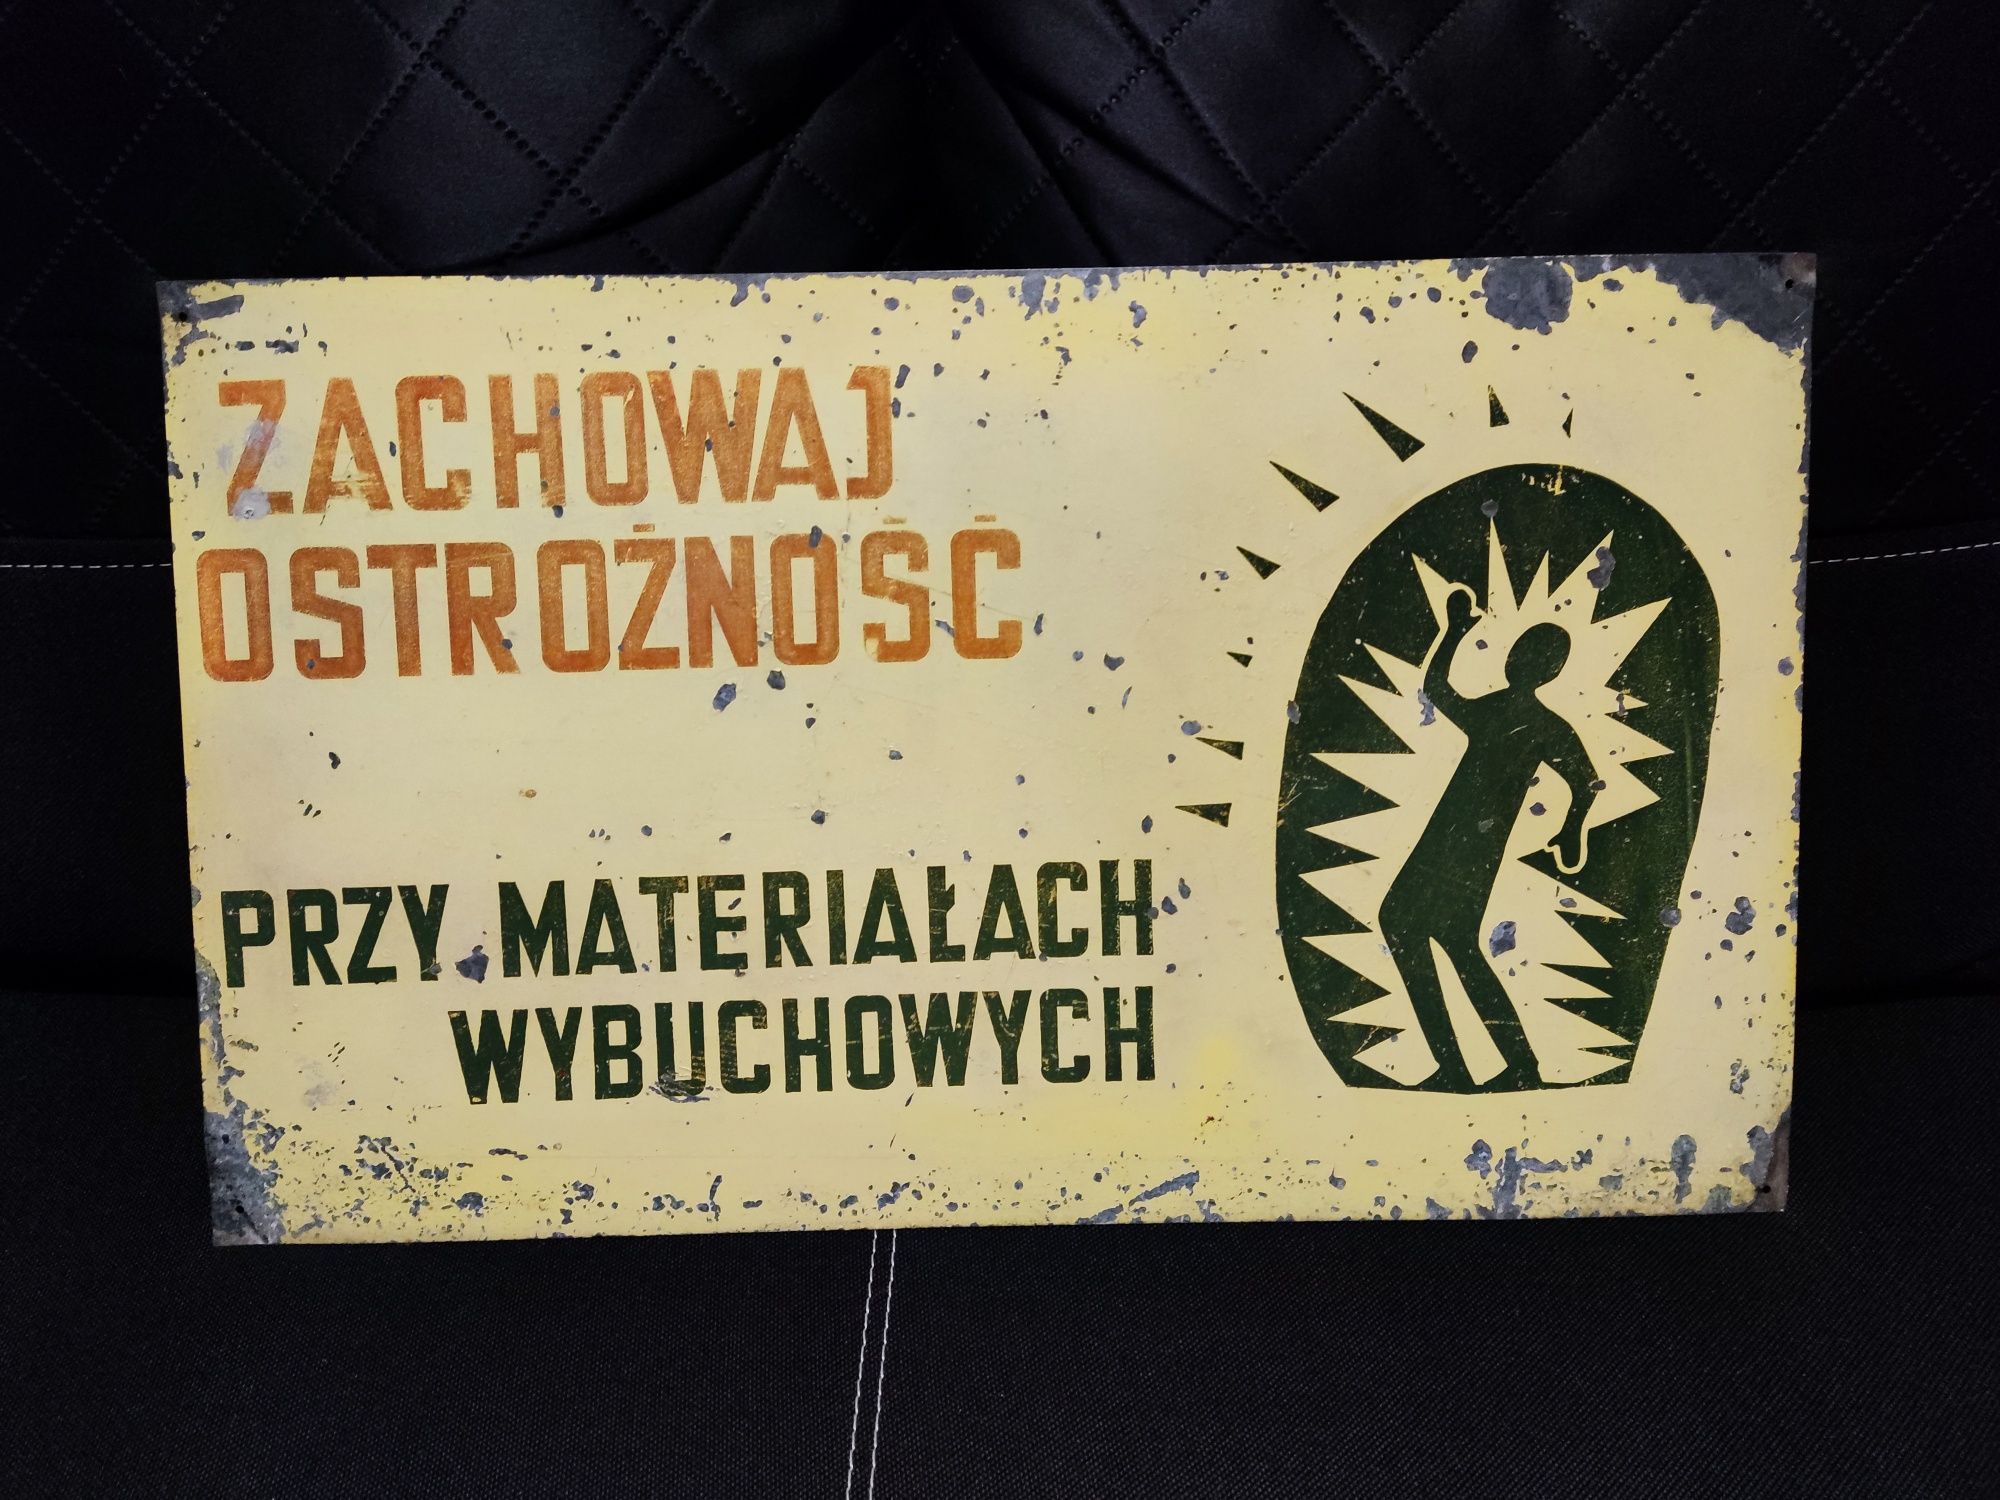 ZACHOWAJ
OSTROŻNOŚĆ
PRZY MATERIAŁACH
WYBUCHOWYCH